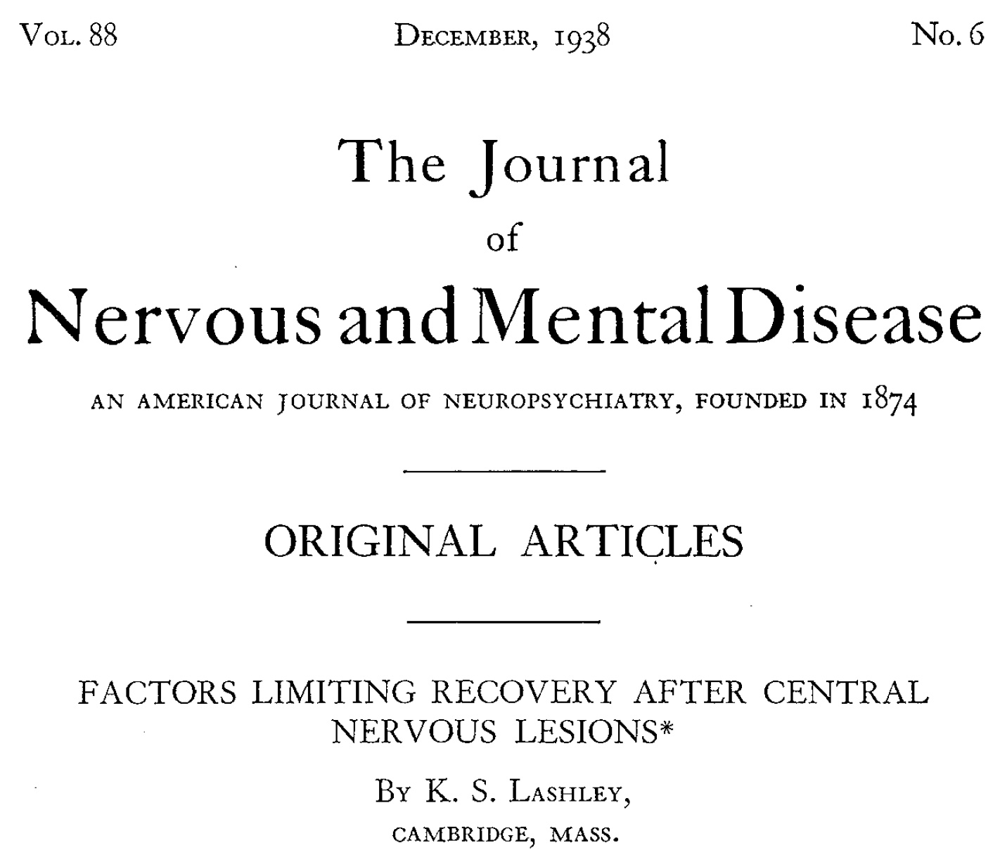 Vol. 88 December, 1938 No. 6
The Journal
of
Nervous and Mental Disease
AN AMERICAN JOURNAL OF NEUROPSYCHIATRY, FOUNDED IN 1874
ORIGINAL ARTICLES
FACTORS LIMITING RECOVERY AFTER CENTRAL
NERVOUS LESIONS*
By K. S. Lashley,
CAMBRIDGE, MASS.